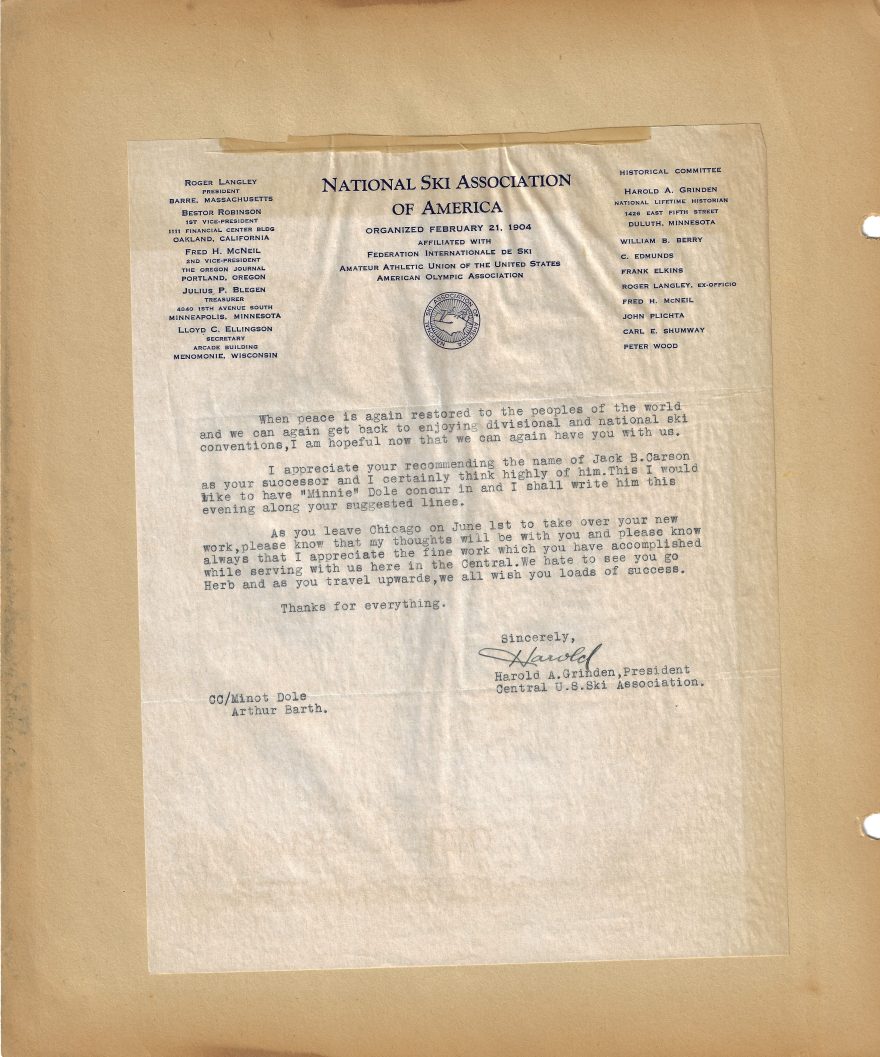 ROGER LANGLEY
PRESIDENT
BARRE, MASSACHUSETTS
BESTOR ROBINSON
1ST VICE-PRESIDENT
1111 FINANCIAL CENTER BLDG
OAKLAND, CALIFORNIA
FRED H. MCNEIL
2ND VICE-PRESIDENT
THE OREGON JOURNAL
PORTLAND, OREGON
JULIUS P. BLEGEN
TREASURER
4040 15TH AVENUE SOUTH
MINNEAPOLIS, MINNESOTA
LLOYD C. ELLINGSON
SECRETARY
ARCADE BUILDING
MENOMONIE, WISCONSIN
NATIONAL SKI ASSOCIATION
OF AMERICA
ORGANIZED FEBRUARY 21, 1904
AFFILIATED WITH
FEDERATION INTERNATIONALE DE SKI
AMATEUR ATHLETIC UNION OF THE UNITED STATES
AMERICAN OLYMPIC ASSOCIATION
NATIONAL SKI ASSOCIATION OF AMERICA
HISTORICAL COMMITTEE
HAROLD A. GRINDEN
NATIONAL LIFETIME HISTORIAN
1426 EAST FIFTH STREET
DULUTH, MINNESOTA
WILLIAM B. BERRY
C. EDMUNDS
FRANK ELKINS
ROGER LANGLEY, EX-OFFICIO
FRED H. MCNEIL
JOHN PLICHTA
CARL E. SHUMWAY
PETER WOOD
When peace is again restored to the peoples of the world
and we can again get back to enjoying divisional and national ski
conventions,I am hopeful now that we can again have you with us.
I appreciate your recommending the name of Jack B.Carson
as your successor and I certainly think highly of him.This I would
like to have "Minnie" Dole concur in and I shall write him this
evening along your suggested lines.
As you leave Chicago on June 1st to take over your new
work,please know that my thoughts will be with you and please know
always that I appreciate the fine work which you have accomplished
while serving with us here in the Central.We hate to see you go
Herb and as you travel upwards,we all wish you loads of success.
Thanks for everything.
Sincerely,
Harold
Harold A.Grinden,President
Central U.S.Ski Association.
CC/Minot Dole
Arthur Barth.